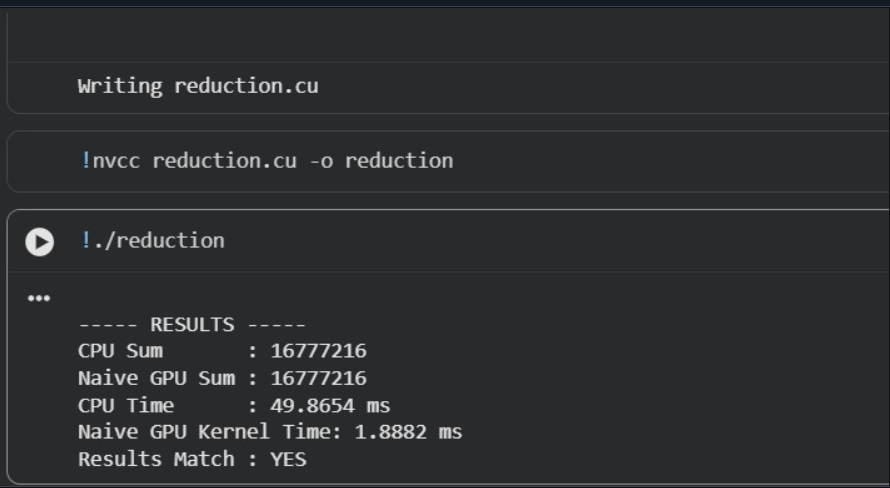 Writing reduction.cu
!nvcc reduction.cu -o reduction
!./reduction
...
----- RESULTS -----
CPU Sum       : 16777216
Naive GPU Sum : 16777216
CPU Time      : 49.8654 ms
Naive GPU Kernel Time: 1.8882 ms
Results Match : YES